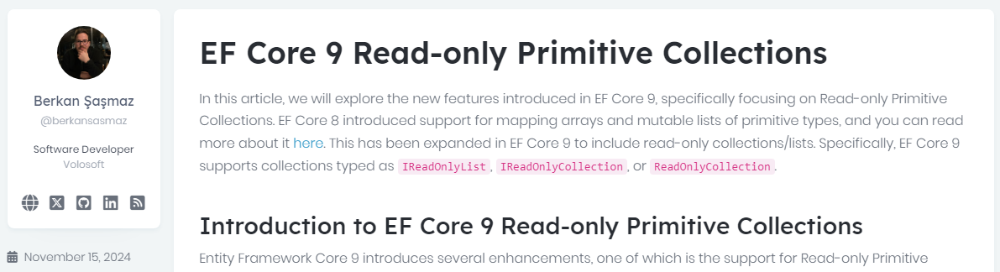 Berkan Şaşmaz
@berkansasmaz
Software Developer
Volosoft
November 15, 2024
EF Core 9 Read-only Primitive Collections
In this article, we will explore the new features introduced in EF Core 9, specifically focusing on Read-only Primitive
Collections. EF Core 8 introduced support for mapping arrays and mutable lists of primitive types, and you can read
more about it here. This has been expanded in EF Core 9 to include read-only collections/lists. Specifically, EF Core 9
supports collections typed as IReadOnlyList, IReadOnlyCollection, or ReadOnlyCollection.
Introduction to EF Core 9 Read-only Primitive Collections
Entity Framework Core 9 introduces several enhancements, one of which is the support for Read-only Primitive